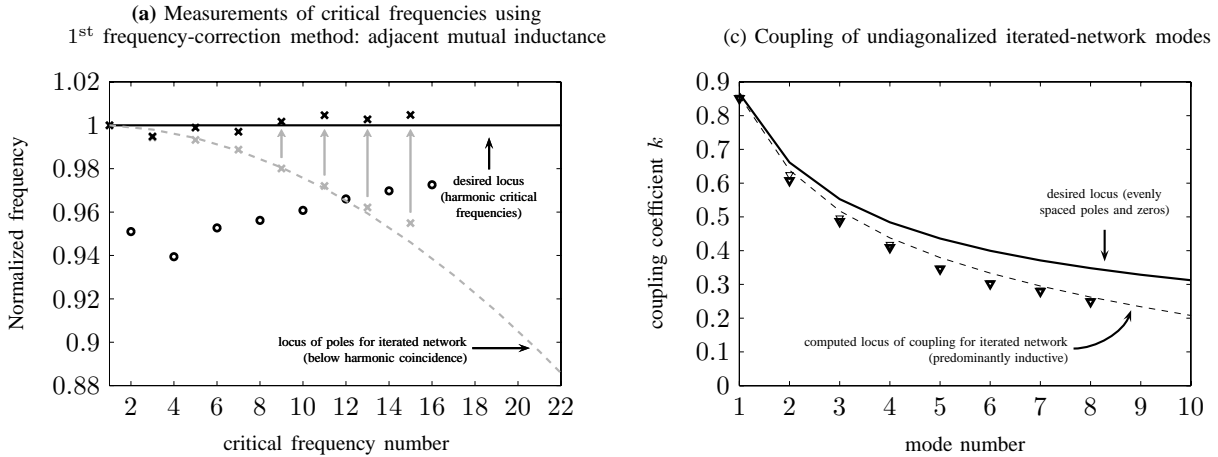 (a) Measurements of critical frequencies using
1st frequency-correction method: adjacent mutual inductance
1.02
1
0.98
0.96
0.94
0.92
0.9
0.88
Normalized frequency
desired locus
(harmonic critical
frequencies)
locus of poles for iterated network
(below harmonic coincidence)
2 4 6 8 10 12 14 16 18 20 22
critical frequency number
(c) Coupling of undiagonalized iterated-network modes
0.9
0.8
0.7
0.6
0.5
0.4
0.3
0.2
0.1
0
coupling coefficient k
desired locus (evenly
spaced poles and zeros)
computed locus of coupling for iterated network
(predominantly inductive)
1 2 3 4 5 6 7 8 9 10
mode number